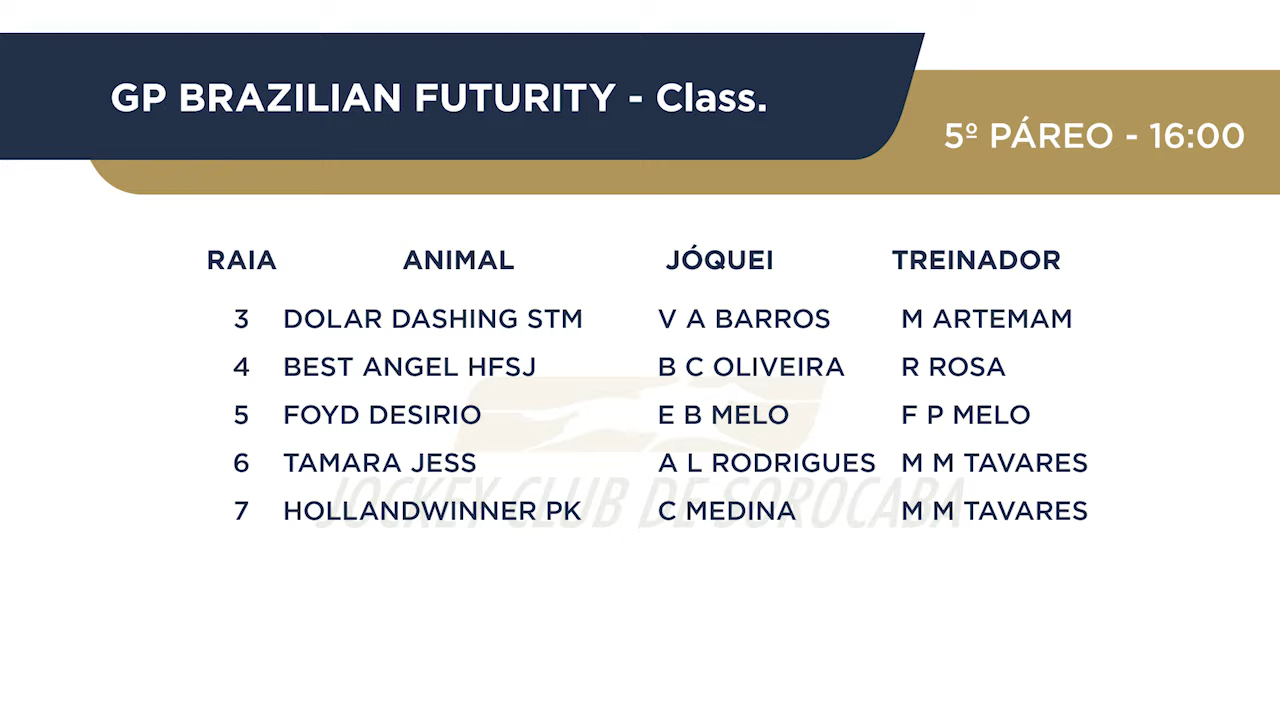 GP BRAZILIAN FUTURITY - Class.
5º PÁREO - 16:00
RAIA ANIMAL JÓQUEI TREINADOR
3 DOLAR DASHING STM V A BARROS M ARTEMAM
4 BEST ANGEL HFSJ B C OLIVEIRA R ROSA
5 FOYD DESIRIO E B MELO F P MELO
6 TAMARA JESS A L RODRIGUES M M TAVARES
7 HOLLANDWINNER PK C MEDINA M M TAVARES
JOCKEY CLUB DE SOROCABA